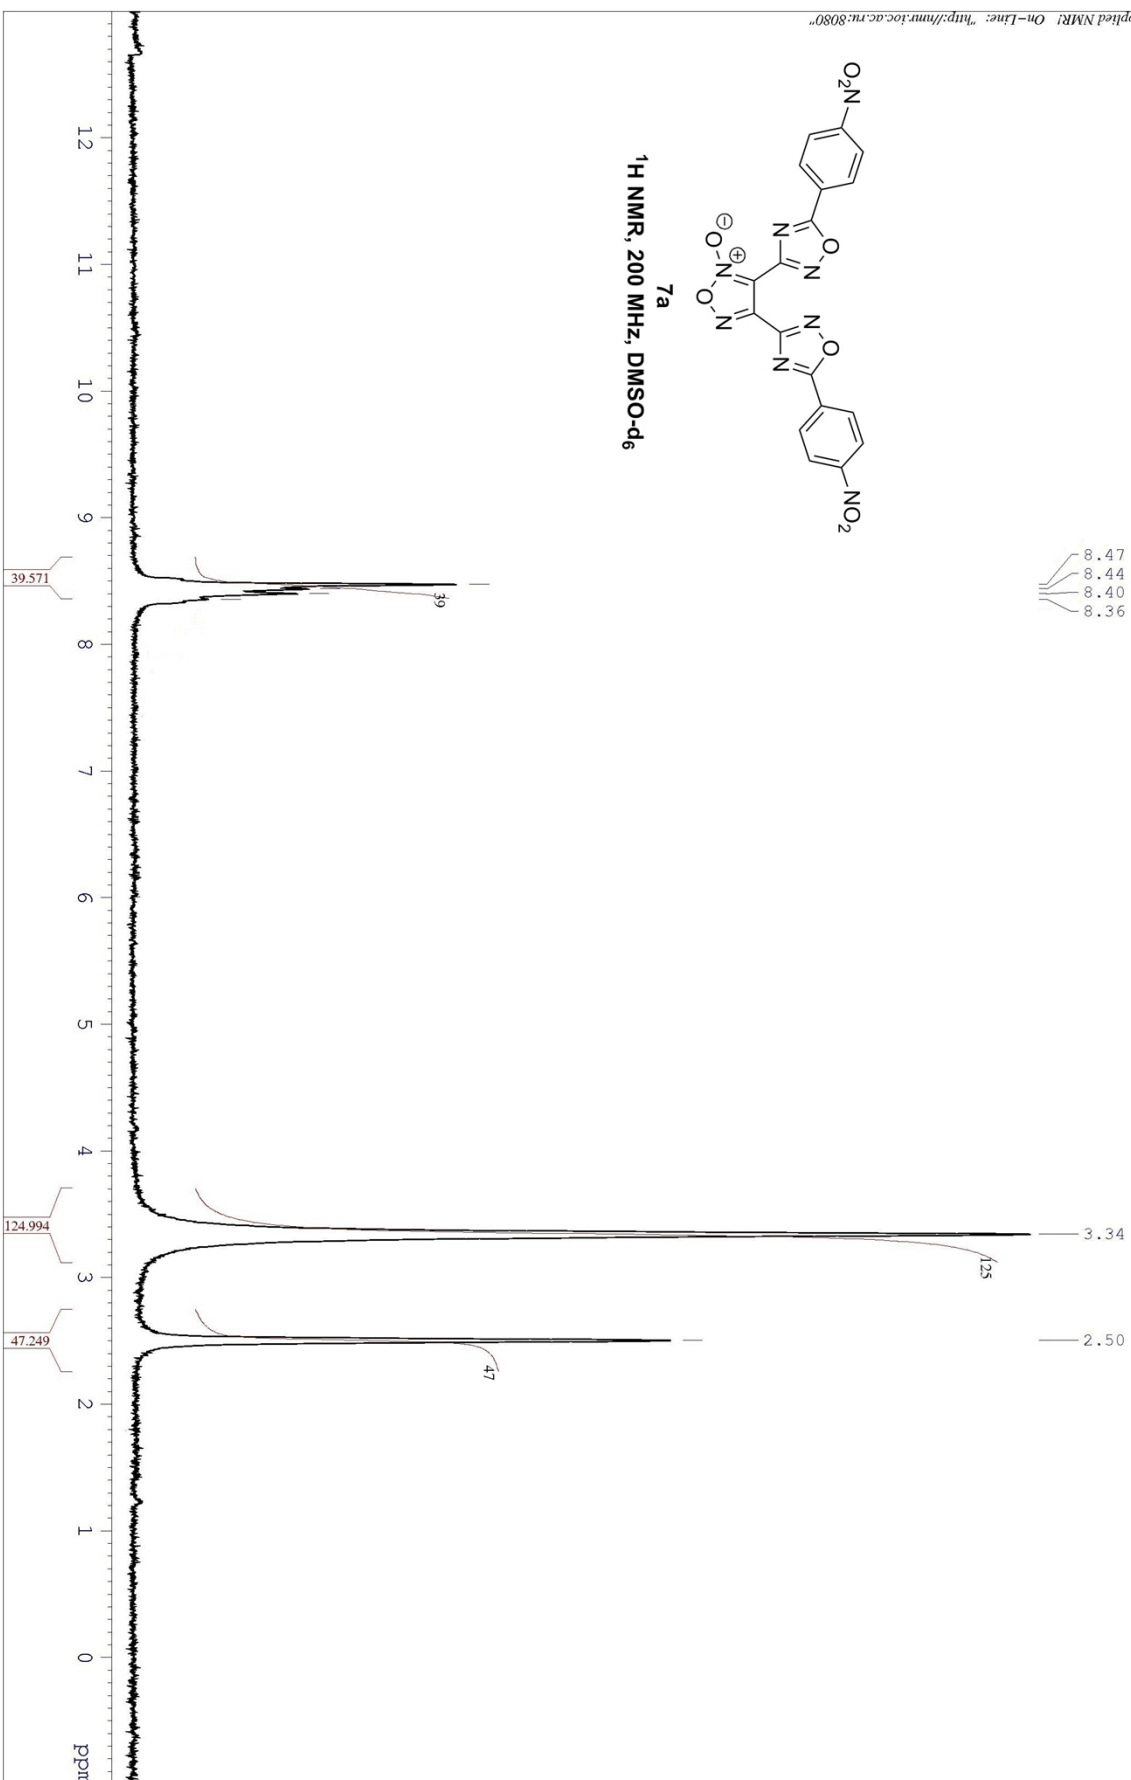 pplied NMR! On-Line: "http://nmr.ioc.ac.ru:8080"
O₂N
N
O
N
N
O
N
NO₂
⊖
O
⊕
N
O
N
7a
¹H NMR, 200 MHz, DMSO-d₆
8.47
8.44
8.40
8.36
3.34
2.50
39
125
47
12
11
10
9
8
7
6
5
4
3
2
1
0
ppm
39.571
124.994
47.249